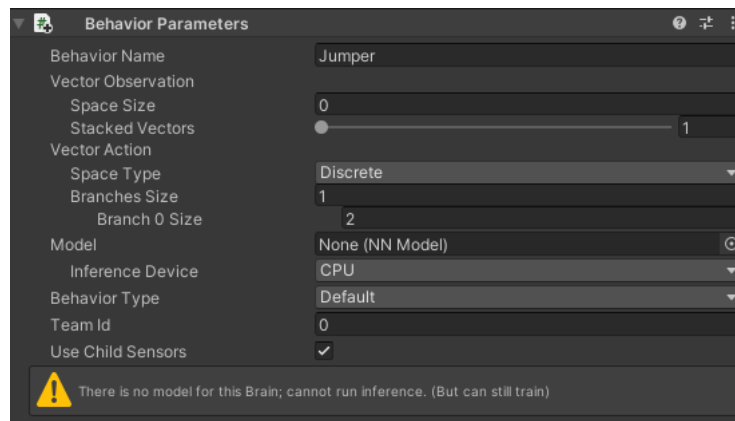 Behavior Parameters
Behavior Name Jumper
Vector Observation
Space Size 0
Stacked Vectors 1
Vector Action
Space Type Discrete
Branches Size 1
Branch 0 Size 2
Model None (NN Model)
Inference Device CPU
Behavior Type Default
Team Id 0
Use Child Sensors
There is no model for this Brain; cannot run inference. (But can still train)